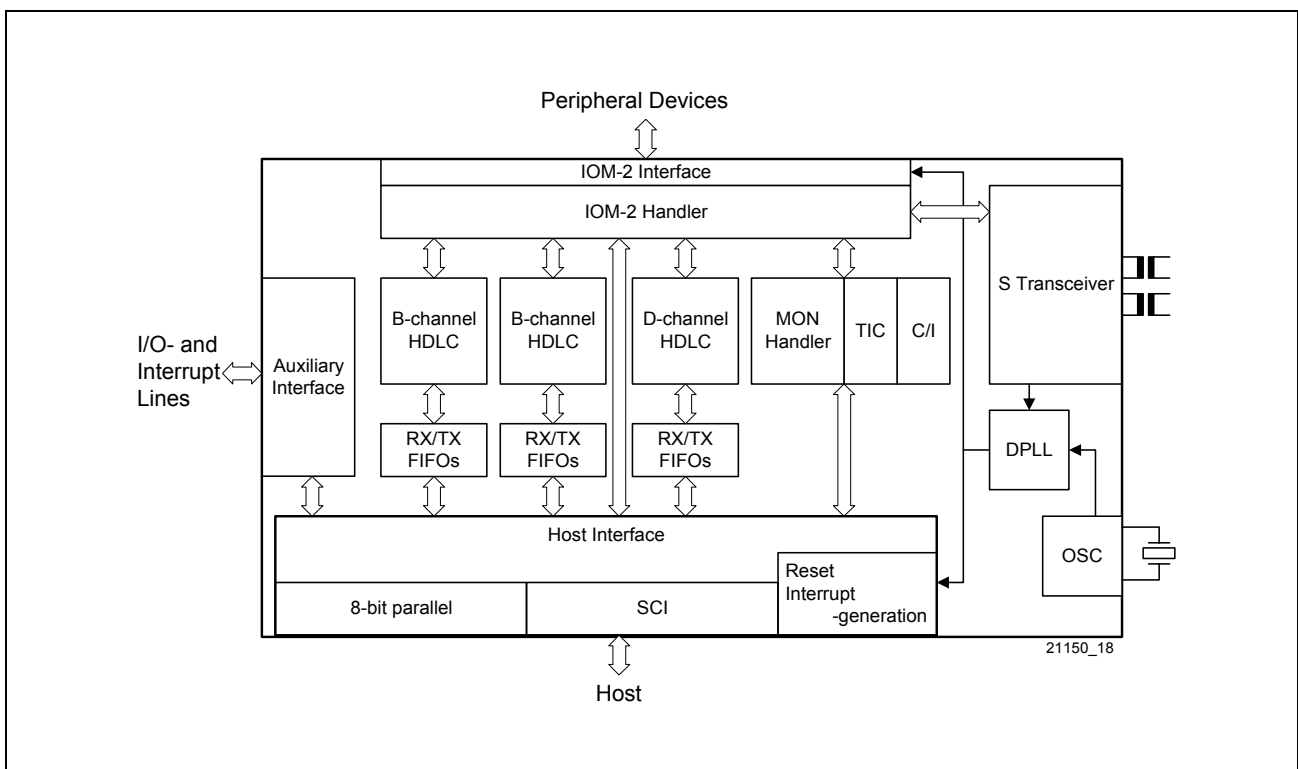 Peripheral Devices
IOM-2 Interface
IOM-2 Handler
S Transceiver
I/O- and
Interrupt
Lines
Auxiliary
Interface
B-channel
HDLC
B-channel
HDLC
D-channel
HDLC
MON
Handler
TIC
C/I
RX/TX
FIFOs
RX/TX
FIFOs
RX/TX
FIFOs
DPLL
OSC
Host Interface
8-bit parallel
SCI
Reset
Interrupt
-generation
21150_18
Host